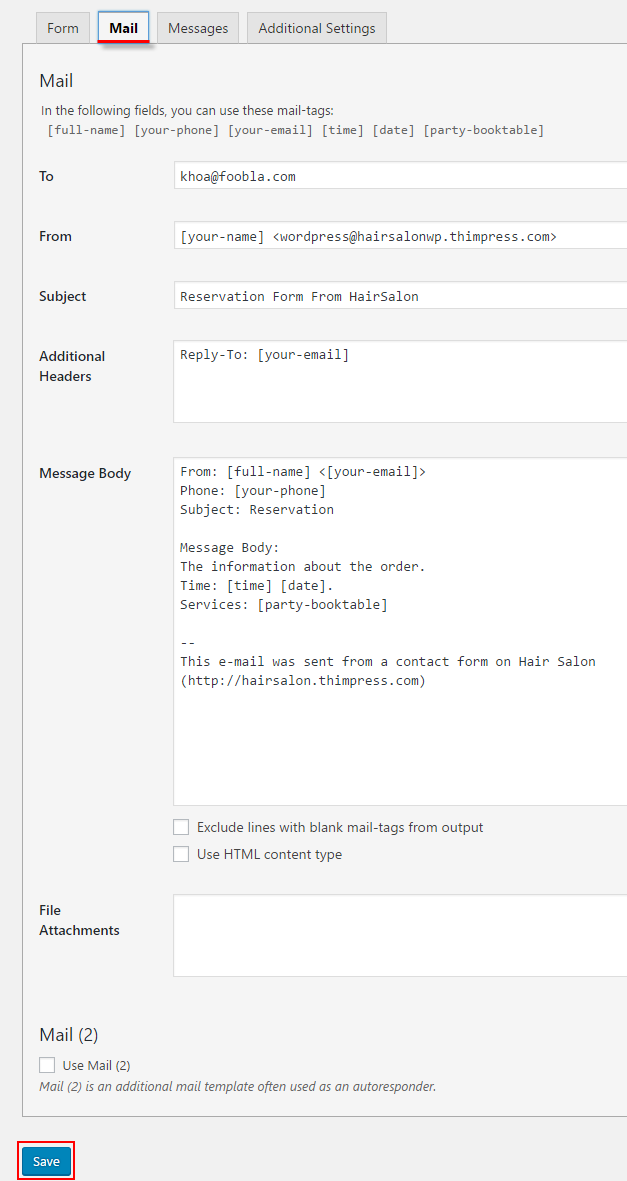 Form Mail Messages Additional Settings
Mail
In the following fields, you can use these mail-tags:
[full-name] [your-phone] [your-email] [time] [date] [party-booktable]
To khoa@foobla.com
From [your-name] <wordpress@hairsalonwp.thimpress.com>
Subject Reservation Form From HairSalon
Additional Headers
Reply-To: [your-email]
Message Body
From: [full-name] <[your-email]>
Phone: [your-phone]
Subject: Reservation
Message Body:
The information about the order.
Time: [time] [date].
Services: [party-booktable]
--
This e-mail was sent from a contact form on Hair Salon
(http://hairsalon.thimpress.com)
Exclude lines with blank mail-tags from output
Use HTML content type
File
Attachments
Mail (2)
Use Mail (2)
Mail (2) is an additional mail template often used as an autoresponder.
Save